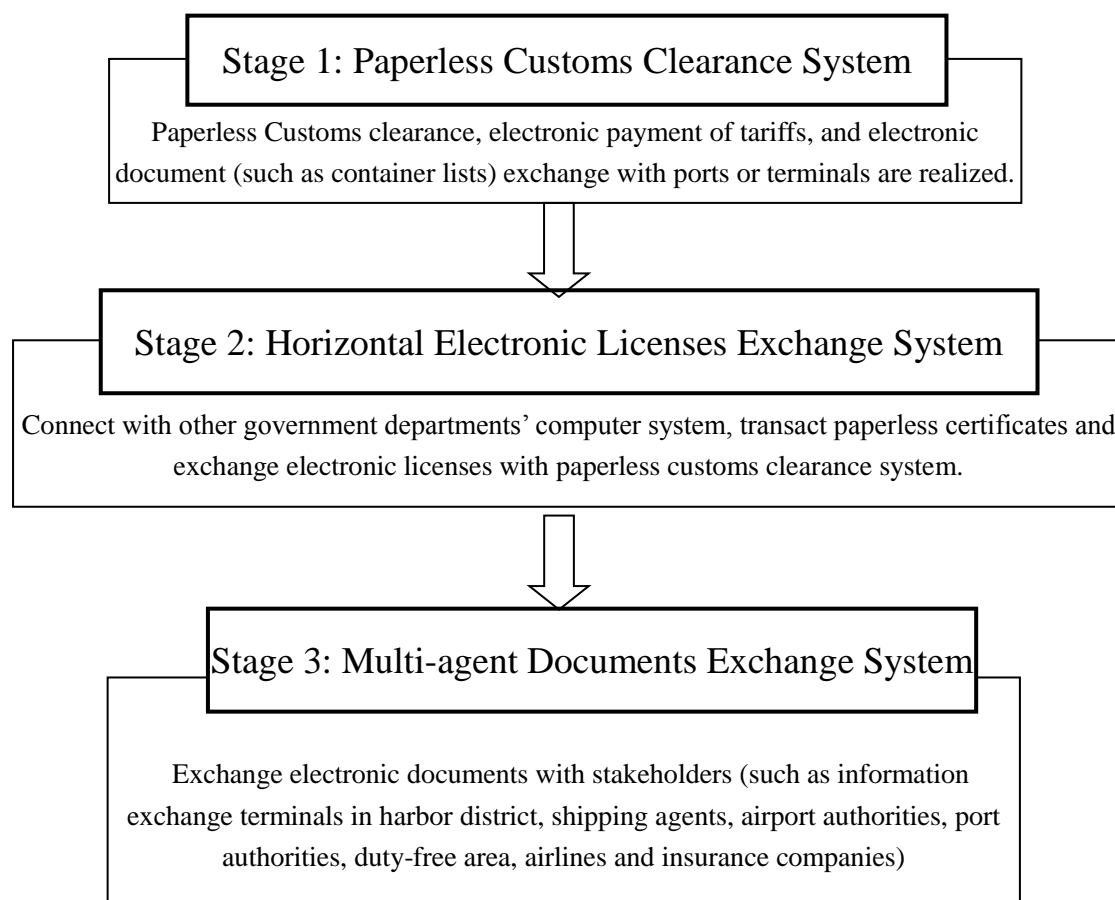 Stage 1: Paperless Customs Clearance System
Paperless Customs clearance, electronic payment of tariffs, and electronic
document (such as container lists) exchange with ports or terminals are realized.
Stage 2: Horizontal Electronic Licenses Exchange System
Connect with other government departments’ computer system, transact paperless certificates and
exchange electronic licenses with paperless customs clearance system.
Stage 3: Multi-agent Documents Exchange System
Exchange electronic documents with stakeholders (such as information
exchange terminals in harbor district, shipping agents, airport authorities, port
authorities, duty-free area, airlines and insurance companies)